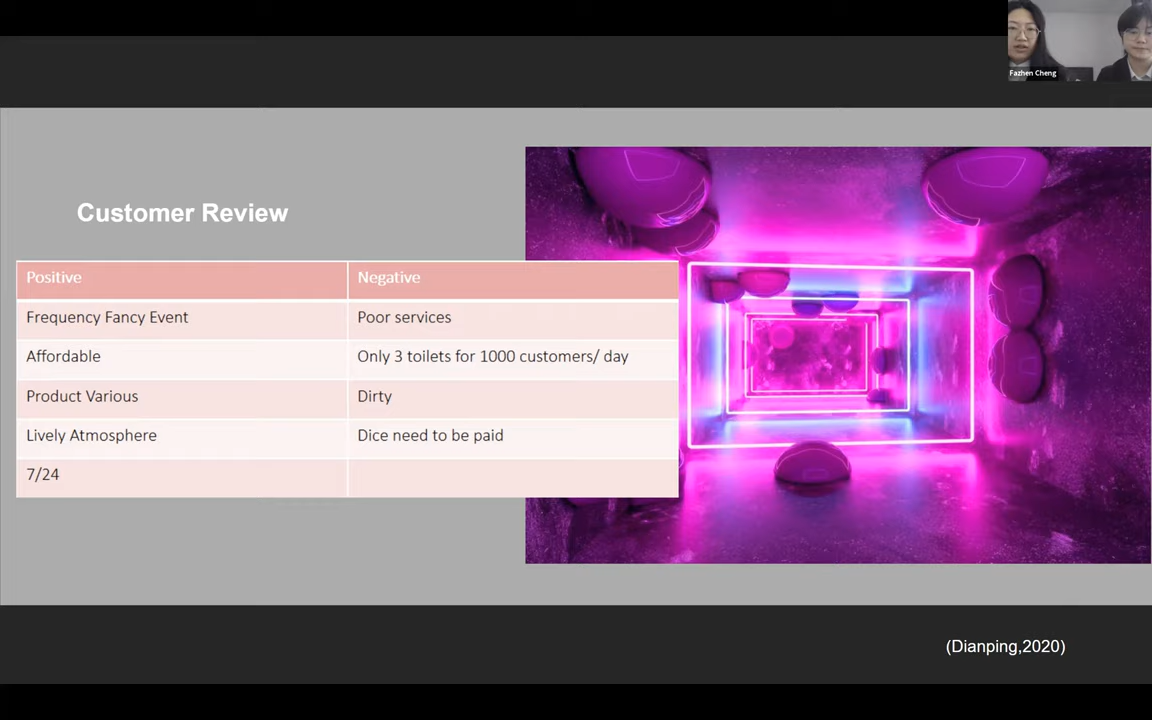 Fazhen Cheng
Customer Review
Positive Negative
Frequency Fancy Event Poor services
Affordable Only 3 toilets for 1000 customers/ day
Product Various Dirty
Lively Atmosphere Dice need to be paid
7/24
(Dianping,2020)